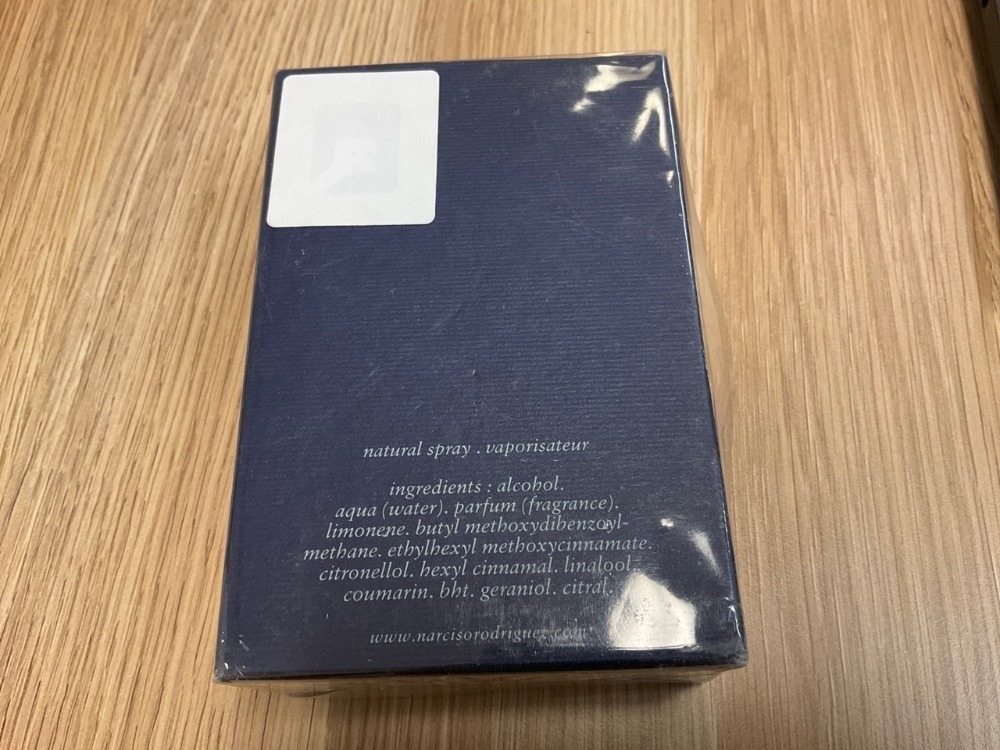 natural spray . vaporisateur
ingredients : alcohol.
aqua (water). parfum (fragrance).
limonene. butyl methoxydibenzoyl-
methane. ethylhexyl methoxycinnamate.
citronellol. hexyl cinnamal. linalool.
coumarin. bht. geraniol. citral.
www.narcisorodriguez.com